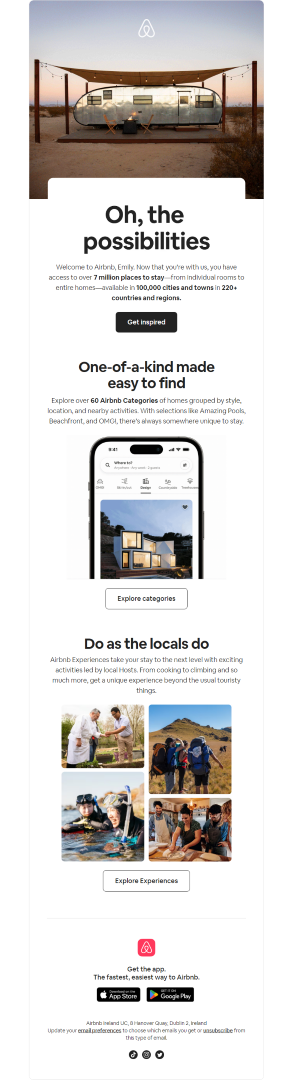 Oh, the
possibilities
Welcome to Airbnb, Emily. Now that you're with us, you have
access to over 7 million places to stay—from individual rooms to
entire homes—available in 100,000 cities and towns in 220+
countries and regions.
Get inspired
One-of-a-kind made
easy to find
Explore over 60 Airbnb Categories of homes grouped by style,
location, and nearby activities. With selections like Amazing Pools,
Beachfront, and OMG!, there's always somewhere unique to stay.
9:41
Where to?
Design
Explore categories
Do as the locals do
Airbnb Experiences take your stay to the next level with exciting
activities led by local Hosts. From cooking to climbing and so
much more, get a unique experience beyond the usual touristy
things.
Explore Experiences
Get the app.
The fastest, easiest way to Airbnb.
Download on the
App Store
GET IT ON
Google Play
Airbnb Ireland UC, 8 Hanover Quay, Dublin 2, Ireland
Update your email preferences to choose which emails you get or unsubscribe from
this type of email.